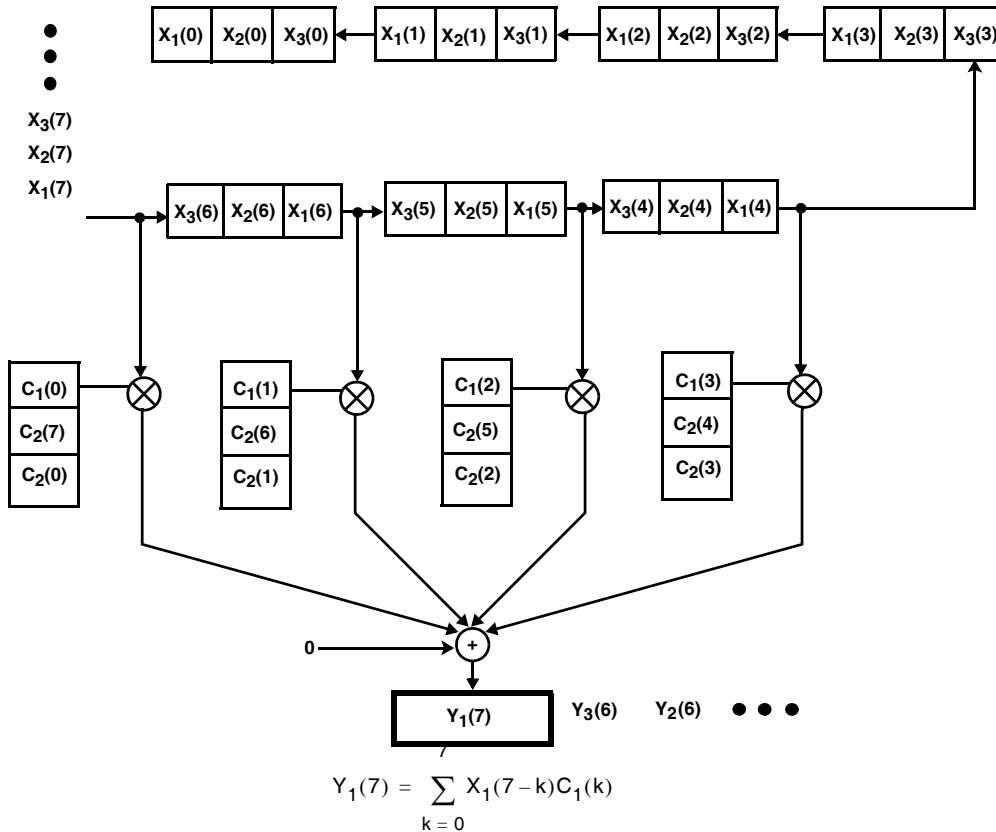 X1(0) X2(0) X3(0) X1(1) X2(1) X3(1) X1(2) X2(2) X3(2) X1(3) X2(3) X3(3)
X3(7)
X2(7)
X1(7)
X3(6) X2(6) X1(6) X3(5) X2(5) X1(5) X3(4) X2(4) X1(4)
C1(0) C1(1) C1(2) C1(3)
C2(7) C2(6) C2(5) C2(4)
C2(0) C2(1) C2(2) C2(3)
0 +
Y1(7) Y3(6) Y2(6)
7
Y1(7) = ∑ X1(7 – k)C1(k)
k = 0